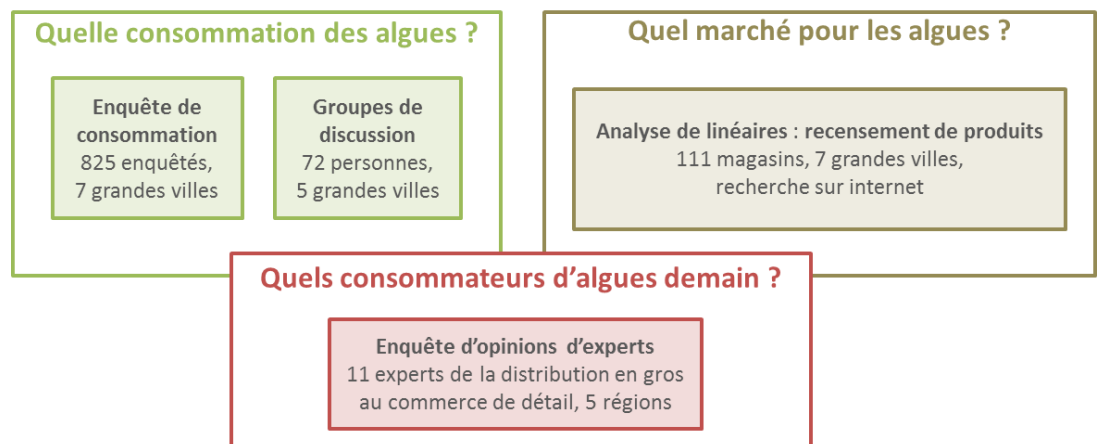 Quelle consommation des algues ?
Enquête de
consommation
825 enquêtés,
7 grandes villes
Groupes de
discussion
72 personnes,
5 grandes villes
Quel marché pour les algues ?
Analyse de linéaires : recensement de produits
111 magasins, 7 grandes villes,
recherche sur internet
Quels consommateurs d’algues demain ?
Enquête d’opinions d’experts
11 experts de la distribution en gros
au commerce de détail, 5 régions